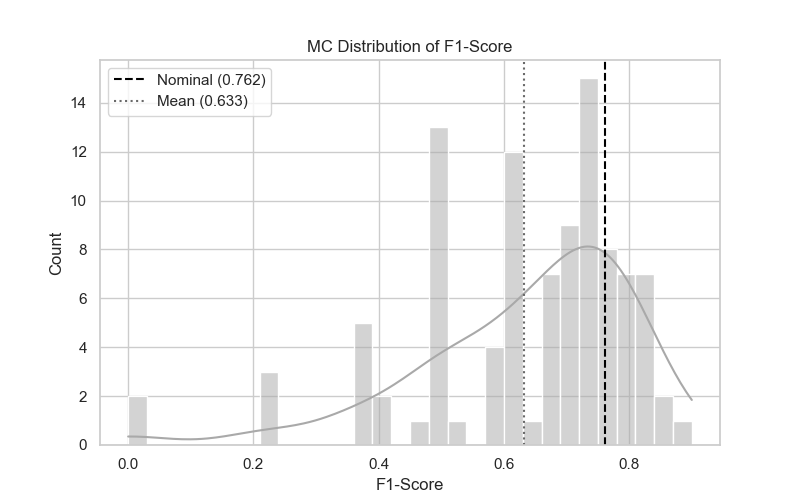 MC Distribution of F1-Score
Nominal (0.762)
Mean (0.633)
Count
14
12
10
8
6
4
2
0
0.0 0.2 0.4 0.6 0.8
F1-Score